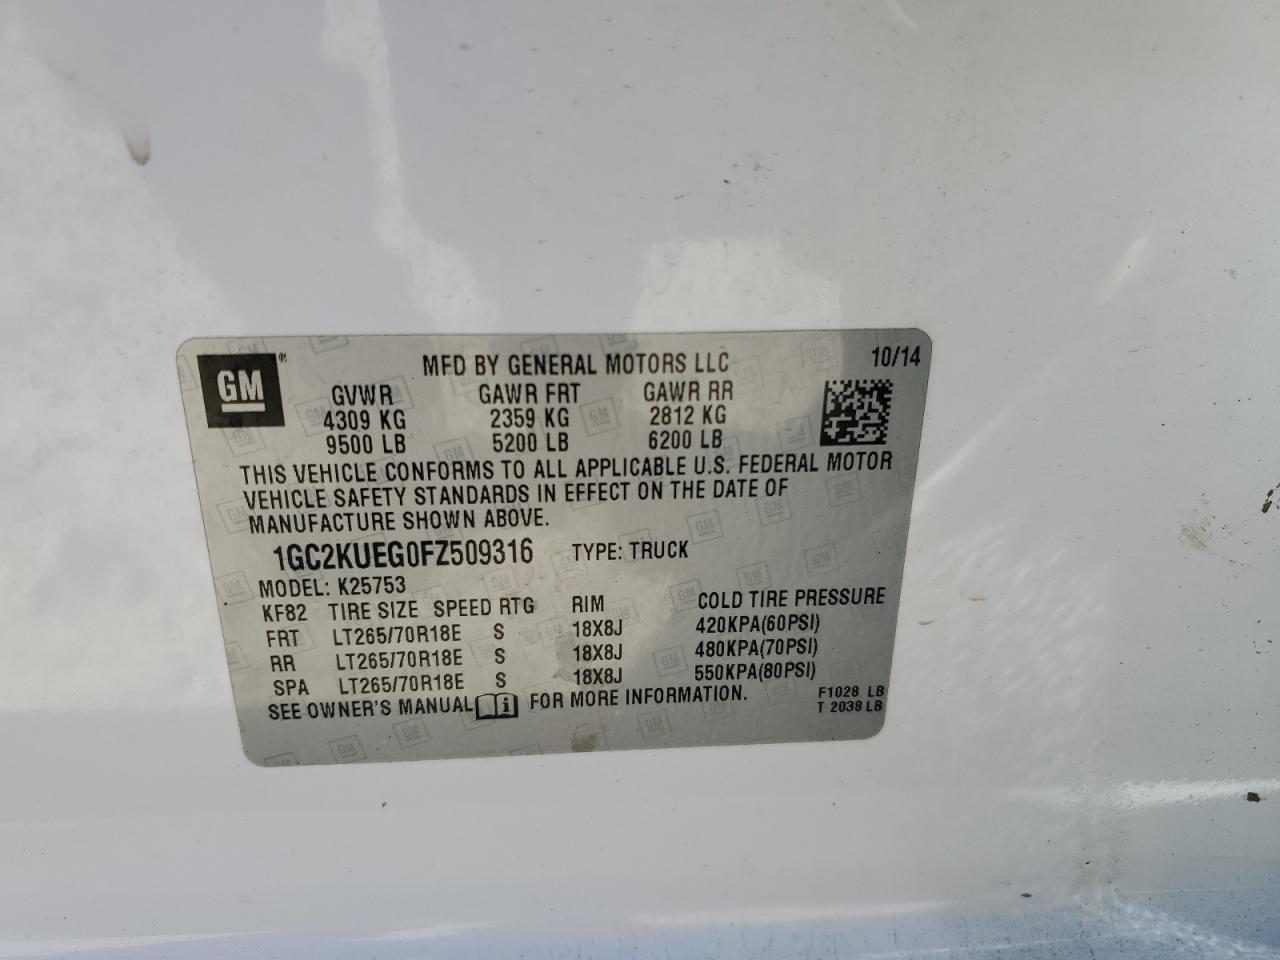 GM®
MFD BY GENERAL MOTORS LLC 10/14
GVWR GAWR FRT GAWR RR
4309 KG 2359 KG 2812 KG
9500 LB 5200 LB 6200 LB
THIS VEHICLE CONFORMS TO ALL APPLICABLE U.S. FEDERAL MOTOR
VEHICLE SAFETY STANDARDS IN EFFECT ON THE DATE OF
MANUFACTURE SHOWN ABOVE.
1GC2KUEG0FZ509316 TYPE: TRUCK
MODEL: K25753
KF82 TIRE SIZE SPEED RTG RIM COLD TIRE PRESSURE
FRT LT265/70R18E S 18X8J 420KPA(60PSI)
RR LT265/70R18E S 18X8J 480KPA(70PSI)
SPA LT265/70R18E S 18X8J 550KPA(80PSI)
SEE OWNER'S MANUAL i FOR MORE INFORMATION.
F1028 LB
T 2038 LB